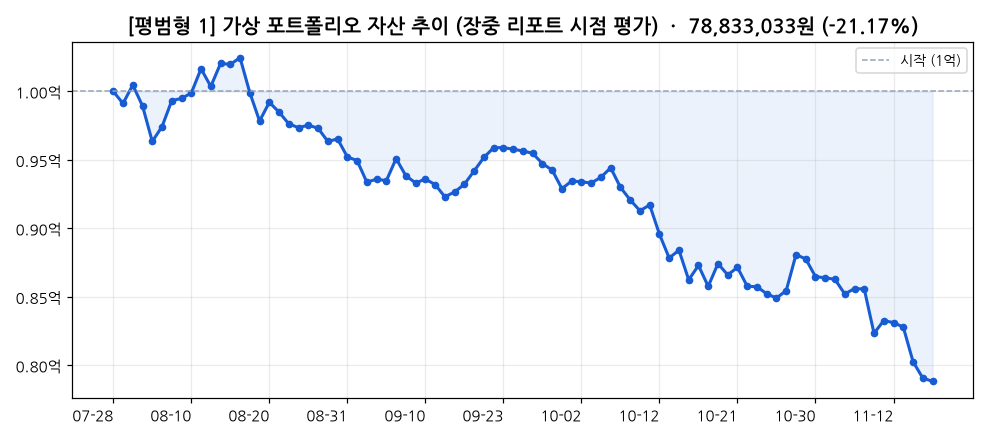 [평범형 1] 가상 포트폴리오 자산 추이 (장중 리포트 시점 평가) · 78,833,033원 (-21.17%)
시작 (1억)
1.00억
0.95억
0.90억
0.85억
0.80억
07-28 08-10 08-20 08-31 09-10 09-23 10-02 10-12 10-21 10-30 11-12